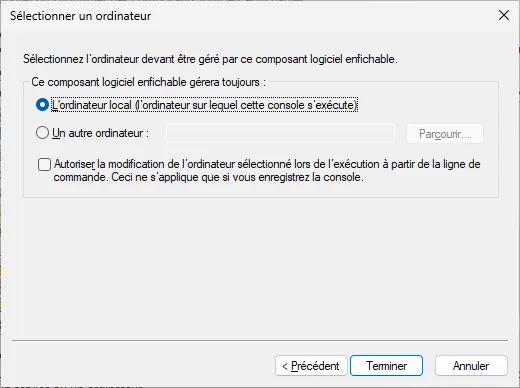 Sélectionner un ordinateur
Sélectionnez l'ordinateur devant être géré par ce composant logiciel enfichable.
Ce composant logiciel enfichable gérera toujours :
L'ordinateur local (l'ordinateur sur lequel cette console s'exécute)
Un autre ordinateur :
Parcourir...
Autoriser la modification de l'ordinateur sélectionné lors de l'exécution à partir de la ligne de
commande. Ceci ne s'applique que si vous enregistrez la console.
< Précédent
Terminer
Annuler